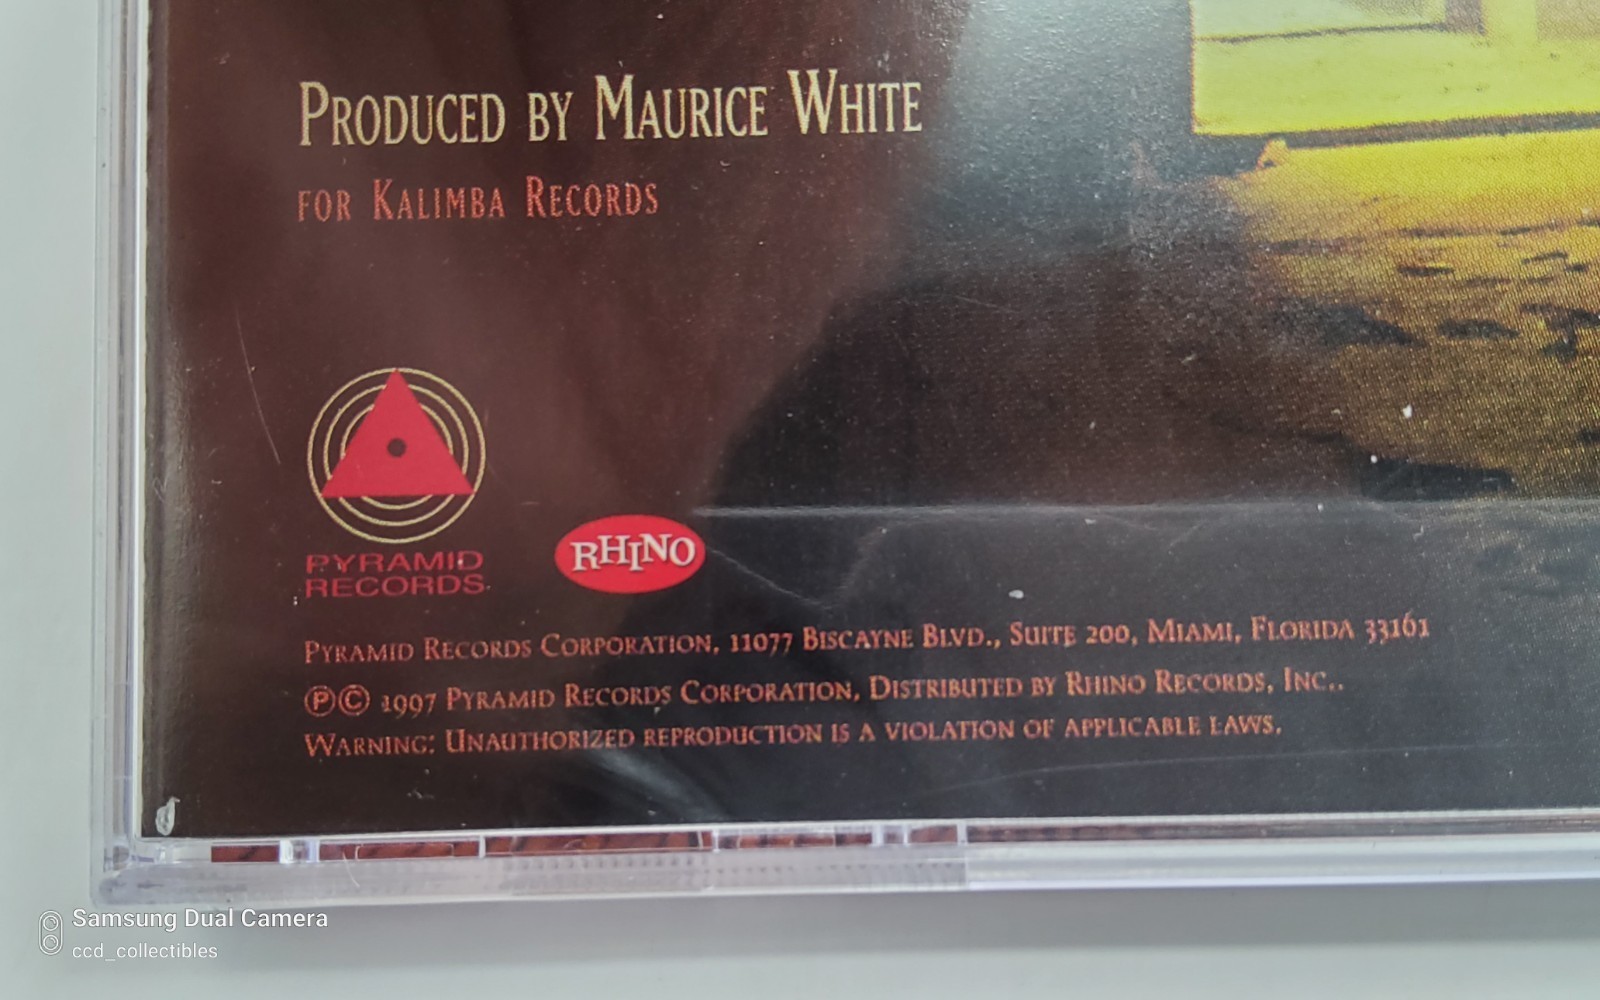 PRODUCED BY MAURICE WHITE
FOR KALIMBA RECORDS
PYRAMID
RECORDS
RHINO
PYRAMID RECORDS CORPORATION, 11077 BISCAYNE BLVD., SUITE 200, MIAMI, FLORIDA 33161
℗© 1997 PYRAMID RECORDS CORPORATION, DISTRIBUTED BY RHINO RECORDS, INC..
WARNING: UNAUTHORIZED REPRODUCTION IS A VIOLATION OF APPLICABLE LAWS.
Samsung Dual Camera
ccd_collectibles